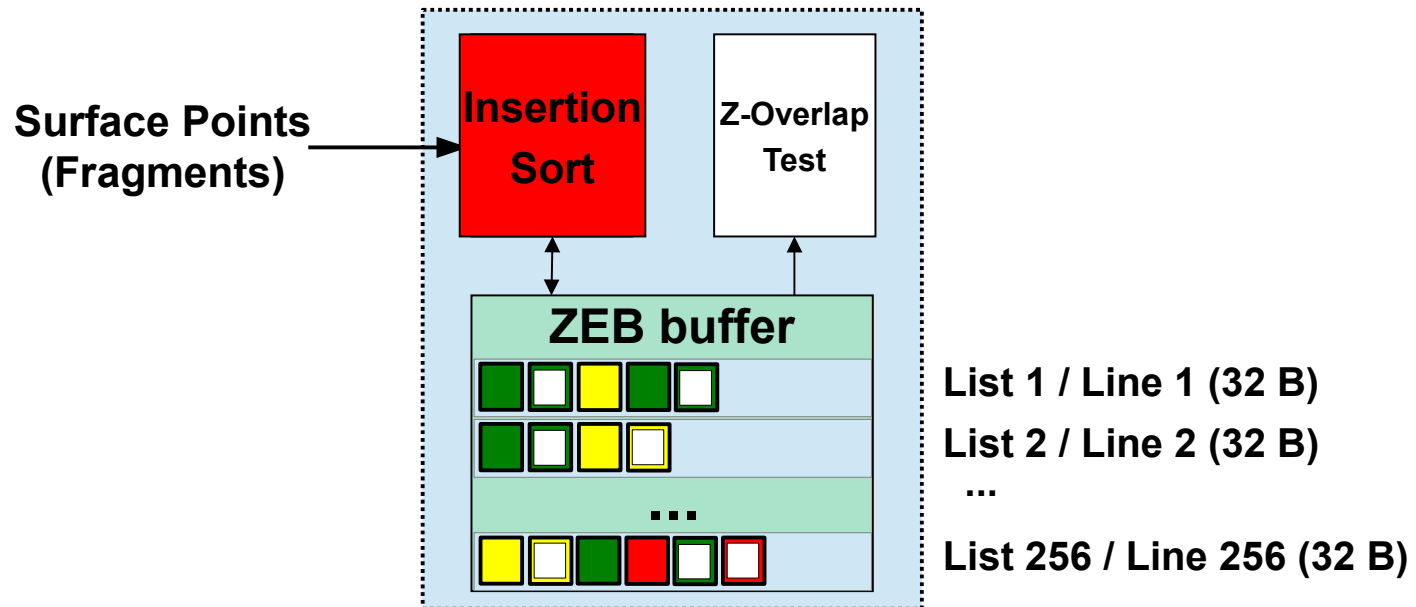 Surface Points
(Fragments)
Insertion
Sort
Z-Overlap
Test
ZEB buffer
List 1 / Line 1 (32 B)
List 2 / Line 2 (32 B)
...
...
List 256 / Line 256 (32 B)